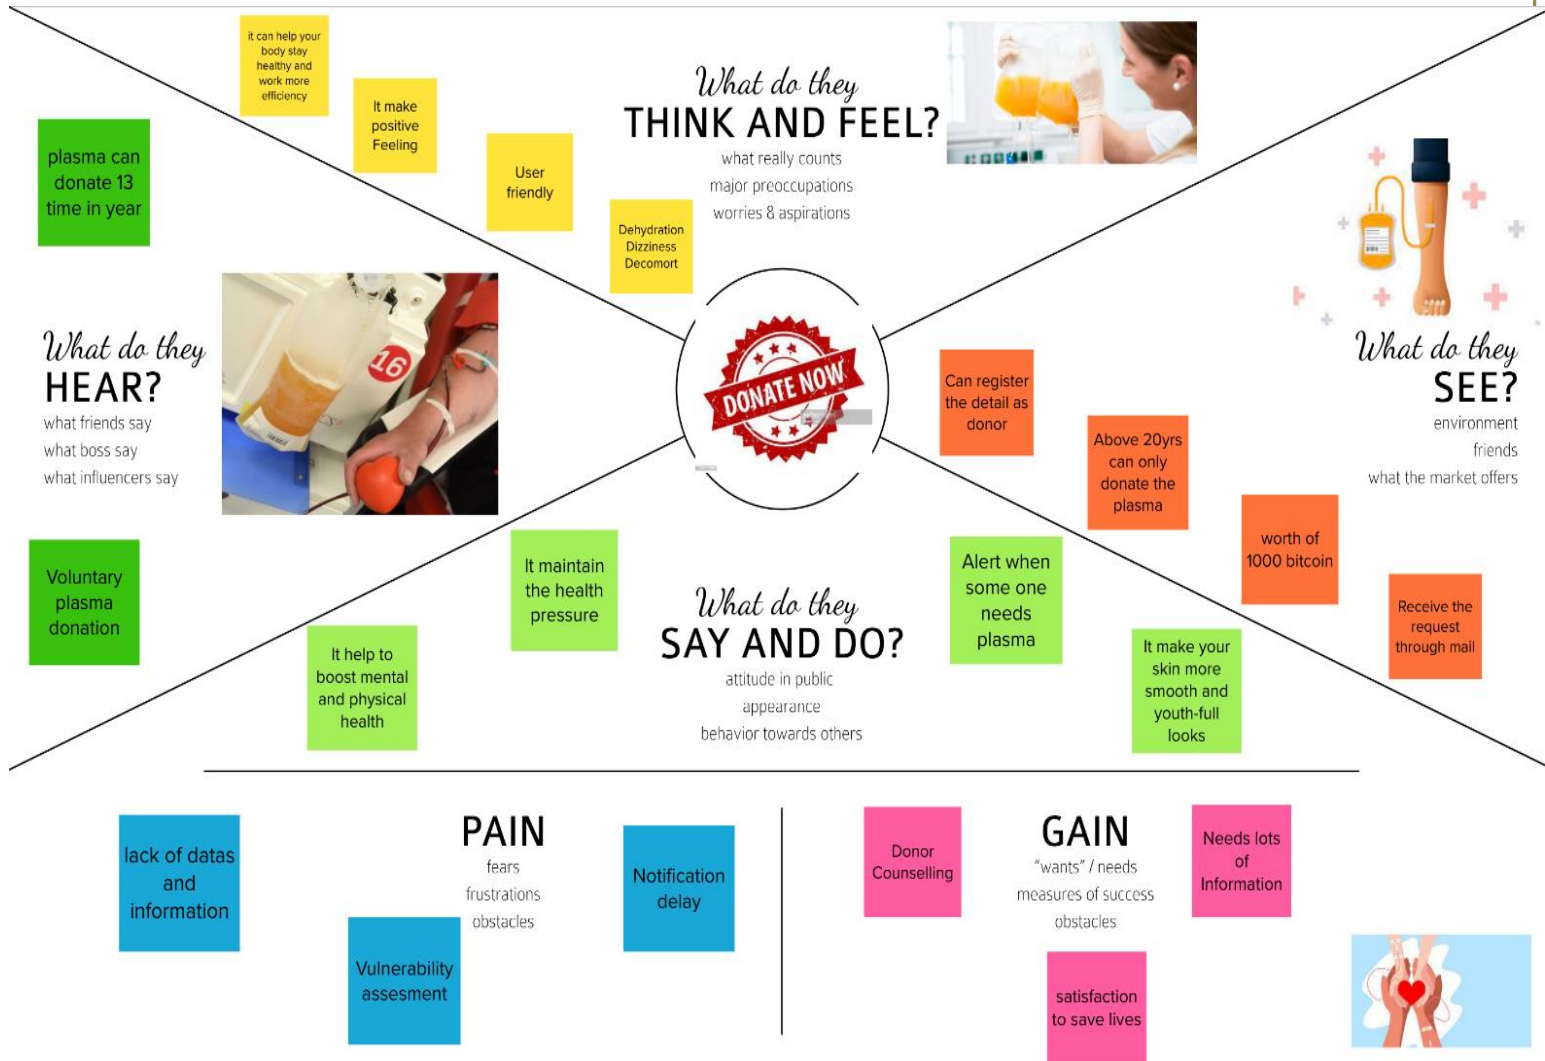 it can help your
body stay
healthy and
work more
efficiency
It make
positive
Feeling
User
friendly
Dehydration
Dizziness
Decomort
What do they
THINK AND FEEL?
what really counts
major preoccupations
worries & aspirations
plasma can
donate 13
time in year
What do they
HEAR?
what friends say
what boss say
what influencers say
16
Voluntary
plasma
donation
DONATE NOW
What do they
SEE?
environment
friends
what the market offers
Can register
the detail as
donor
Above 20yrs
can only
donate the
plasma
worth of
1000 bitcoin
Receive the
request
through mail
It maintain
the health
pressure
It help to
boost mental
and physical
health
What do they
SAY AND DO?
attitude in public
appearance
behavior towards others
Alert when
some one
needs
plasma
It make your
skin more
smooth and
youth-full
looks
PAIN
fears
frustrations
obstacles
lack of datas
and
information
Vulnerability
assesment
Notification
delay
GAIN
"wants" / needs
measures of success
obstacles
Donor
Counselling
Needs lots
of
Information
satisfaction
to save lives